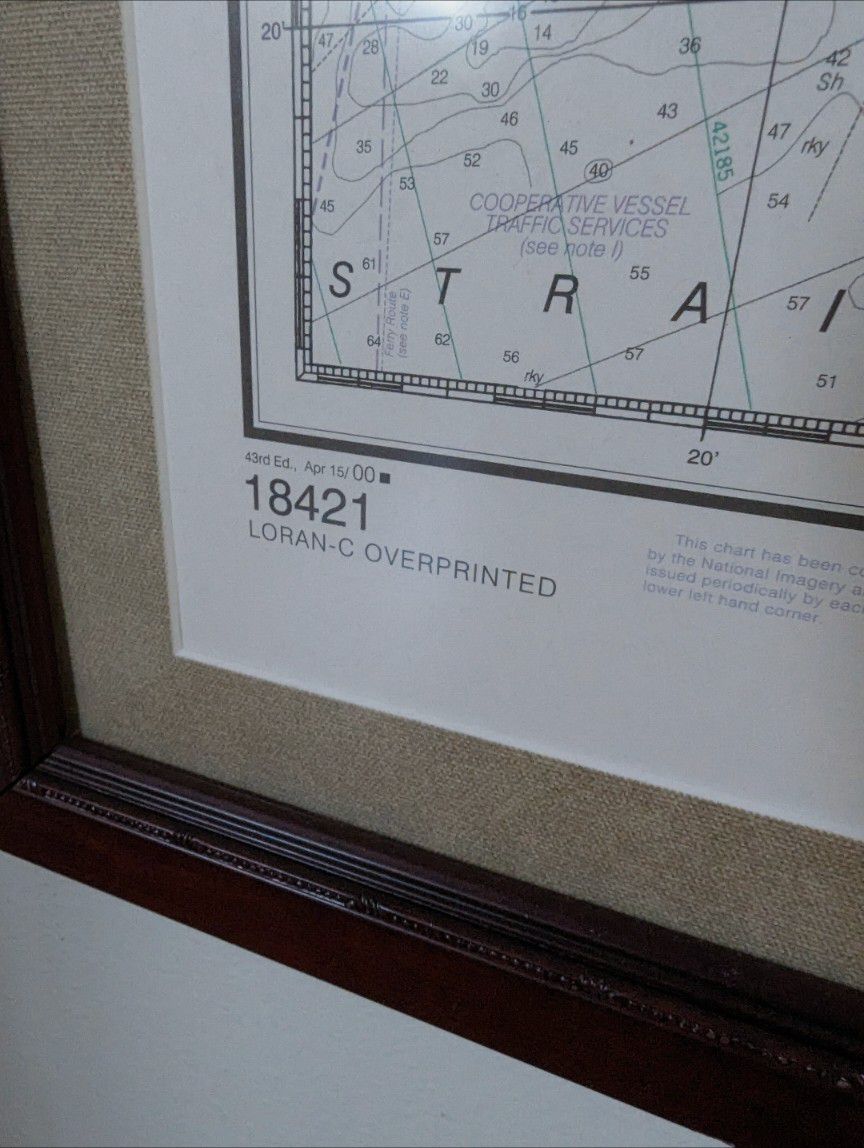 20'
47
28
30
16
19
14
36
42
Sh
22
30
46
43
42185
47
rky
35
52
45
40
53
54
45
COOPERATIVE VESSEL
TRAFFIC SERVICES
(see note I)
57
61
55
S T R A I
57
Ferry Route
(see note E)
64
62
56
57
rky
51
20'
43rd Ed., Apr 15/00
18421
LORAN-C OVERPRINTED
This chart has been
by the National Imagery
issued periodically by
lower left hand corner.